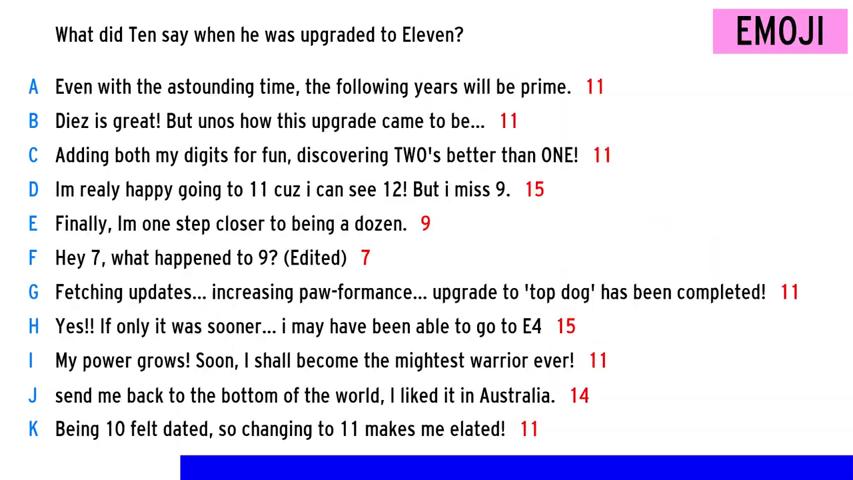 What did Ten say when he was upgraded to Eleven?
EMOJI
A Even with the astounding time, the following years will be prime. 11
B Diez is great! But unos how this upgrade came to be... 11
C Adding both my digits for fun, discovering TWO's better than ONE! 11
D Im realy happy going to 11 cuz i can see 12! But i miss 9. 15
E Finally, Im one step closer to being a dozen. 9
F Hey 7, what happened to 9? (Edited) 7
G Fetching updates... increasing paw-formance... upgrade to 'top dog' has been completed! 11
H Yes!! If only it was sooner... i may have been able to go to E4 15
I My power grows! Soon, I shall become the mightest warrior ever! 11
J send me back to the bottom of the world, I liked it in Australia. 14
K Being 10 felt dated, so changing to 11 makes me elated! 11